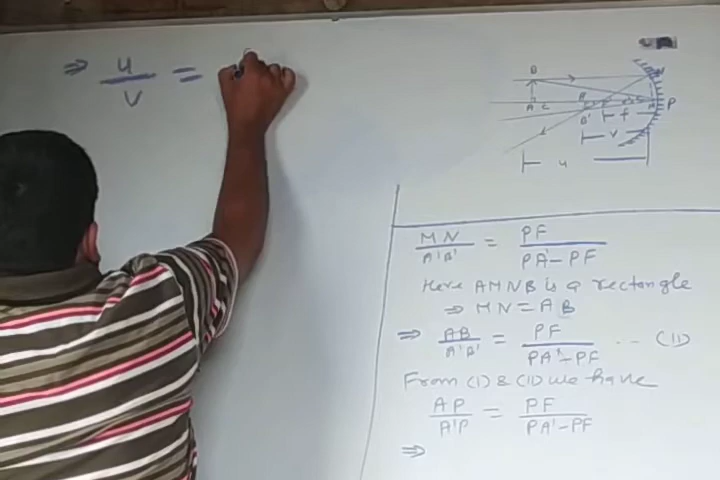 ⇒ u/v =
B
A C
A'
B'
M P
f
v
u
MN/A'B' = PF/PA'-PF
Here AMNB is a rectangle
⇒ MN = AB
⇒ AB/A'B' = PF/PA'-PF -- (II)
From (I) & (II) we have
AP/A'P = PF/PA'-PF
⇒